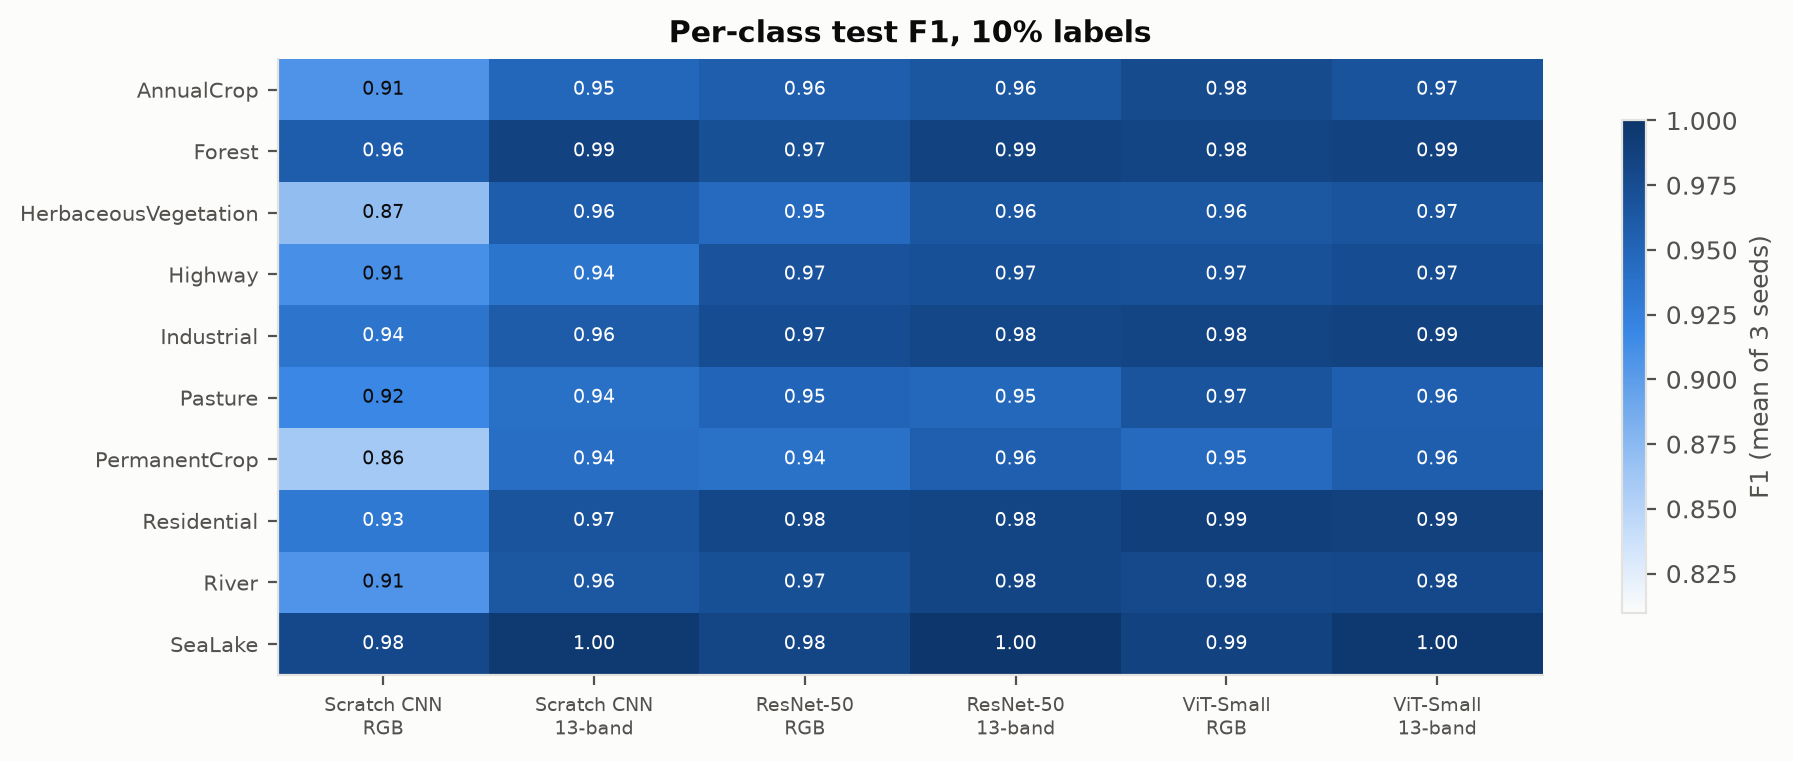 Per-class test F1, 10% labels
AnnualCrop 0.91 0.95 0.96 0.96 0.98 0.97
Forest 0.96 0.99 0.97 0.99 0.98 0.99
HerbaceousVegetation 0.87 0.96 0.95 0.96 0.96 0.97
Highway 0.91 0.94 0.97 0.97 0.97 0.97
Industrial 0.94 0.96 0.97 0.98 0.98 0.99
Pasture 0.92 0.94 0.95 0.95 0.97 0.96
PermanentCrop 0.86 0.94 0.94 0.96 0.95 0.96
Residential 0.93 0.97 0.98 0.98 0.99 0.99
River 0.91 0.96 0.97 0.98 0.98 0.98
SeaLake 0.98 1.00 0.98 1.00 0.99 1.00
Scratch CNN Scratch CNN ResNet-50 ResNet-50 ViT-Small ViT-Small
RGB 13-band RGB 13-band RGB 13-band
1.000
0.975
0.950
0.925
0.900
0.875
0.850
0.825
F1 (mean of 3 seeds)